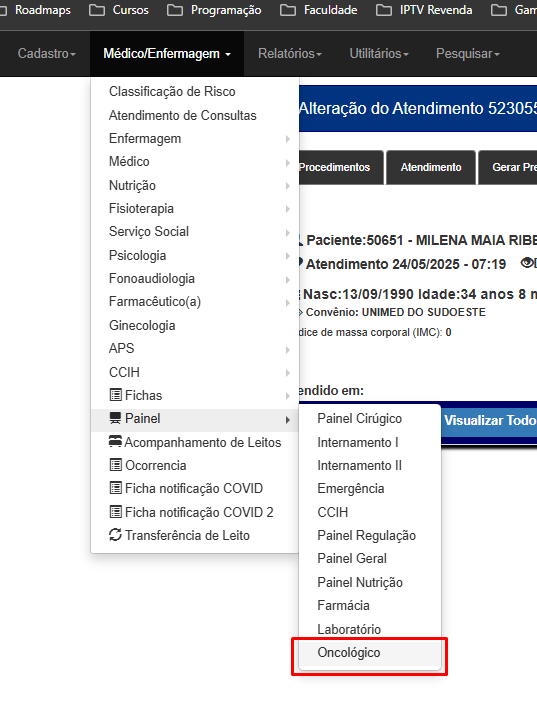 Roadmaps Cursos Programação Faculdade IPTV Revenda Gam
Cadastro Médico/Enfermagem Relatórios Utilitários Pesquisar
Classificação de Risco
Atendimento de Consultas
Enfermagem
Médico
Nutrição
Fisioterapia
Serviço Social
Psicologia
Fonoaudiologia
Farmacêutico(a)
Ginecologia
APS
CCIH
Fichas
Painel
Acompanhamento de Leitos
Ocorrencia
Ficha notificação COVID
Ficha notificação COVID 2
Transferência de Leito
Alteração do Atendimento 523055
Procedimentos Atendimento Gerar Pre
Paciente:50651 - MILENA MAIA RIBE
Atendimento 24/05/2025 - 07:19
Nasc:13/09/1990 Idade:34 anos 8 m
Convênio: UNIMED DO SUDOESTE
dice de massa corporal (IMC): 0
endido em:
Visualizar Todo
Painel Cirúgico
Internamento I
Internamento II
Emergência
CCIH
Painel Regulação
Painel Geral
Painel Nutrição
Farmácia
Laboratório
Oncológico